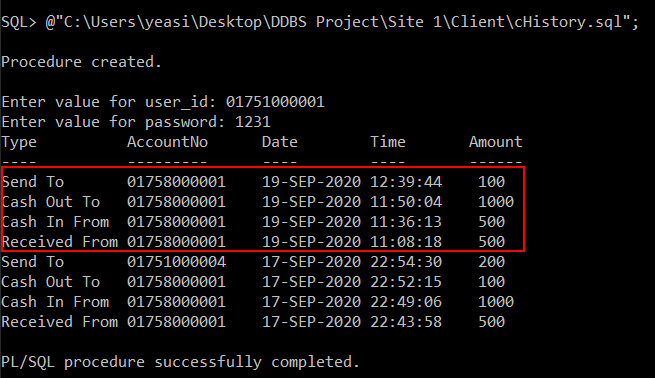 SQL> @"C:\Users\yeasi\Desktop\DDBS Project\Site 1\Client\cHistory.sql";
Procedure created.
Enter value for user_id: 01751000001
Enter value for password: 1231
Type AccountNo Date Time Amount
---- --------- ---- ---- ------
Send To 01758000001 19-SEP-2020 12:39:44 100
Cash Out To 01758000001 19-SEP-2020 11:50:04 1000
Cash In From 01758000001 19-SEP-2020 11:36:13 500
Received From 01758000001 19-SEP-2020 11:08:18 500
Send To 01751000004 17-SEP-2020 22:54:30 200
Cash Out To 01758000001 17-SEP-2020 22:52:15 100
Cash In From 01758000001 17-SEP-2020 22:49:06 1000
Received From 01758000001 17-SEP-2020 22:43:58 500
PL/SQL procedure successfully completed.